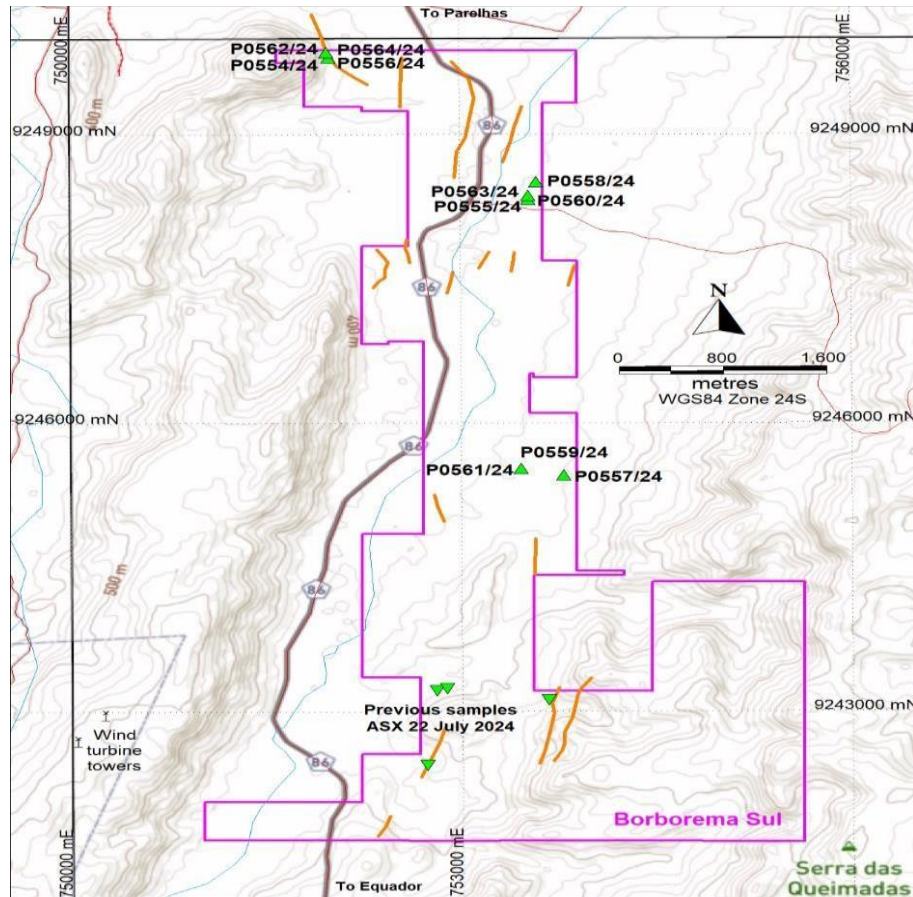 To Parelhas
750000 mE
756000 mE
P0562/24
P0564/24
P0554/24
P0556/24
400 m
9249000 mN
9249000 mN
86
P0558/24
P0563/24
P0555/24
P0560/24
86
N
400 m
0 800 1,600
metres
WGS84 Zone 24S
9246000 mN
9246000 mN
86
P0559/24
P0561/24
P0557/24
500 m
86
Previous samples
ASX 22 July 2024
9243000 mN
Wind
turbine
towers
86
Borborema Sul
750000 mE
753000 mE
To Equador
Serra das
Queimadas